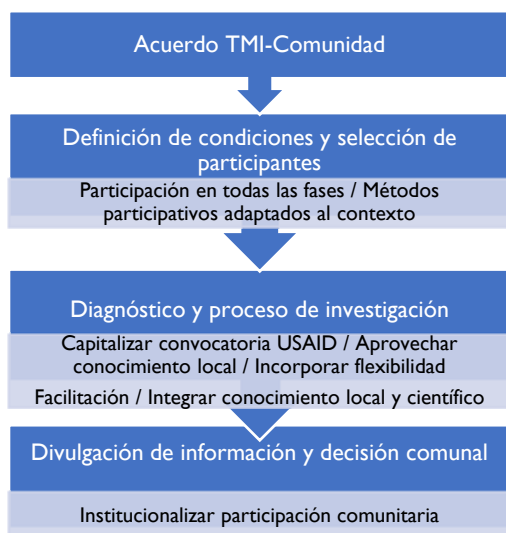 Acuerdo TMI-Comunidad
Definición de condiciones y selección de
participantes
Participación en todas las fases / Métodos
participativos adaptados al contexto
Diagnóstico y proceso de investigación
Capitalizar convocatoria USAID / Aprovechar
conocimiento local / Incorporar flexibilidad
Facilitación / Integrar conocimiento local y científico
Divulgación de información y decisión comunal
Institucionalizar participación comunitaria